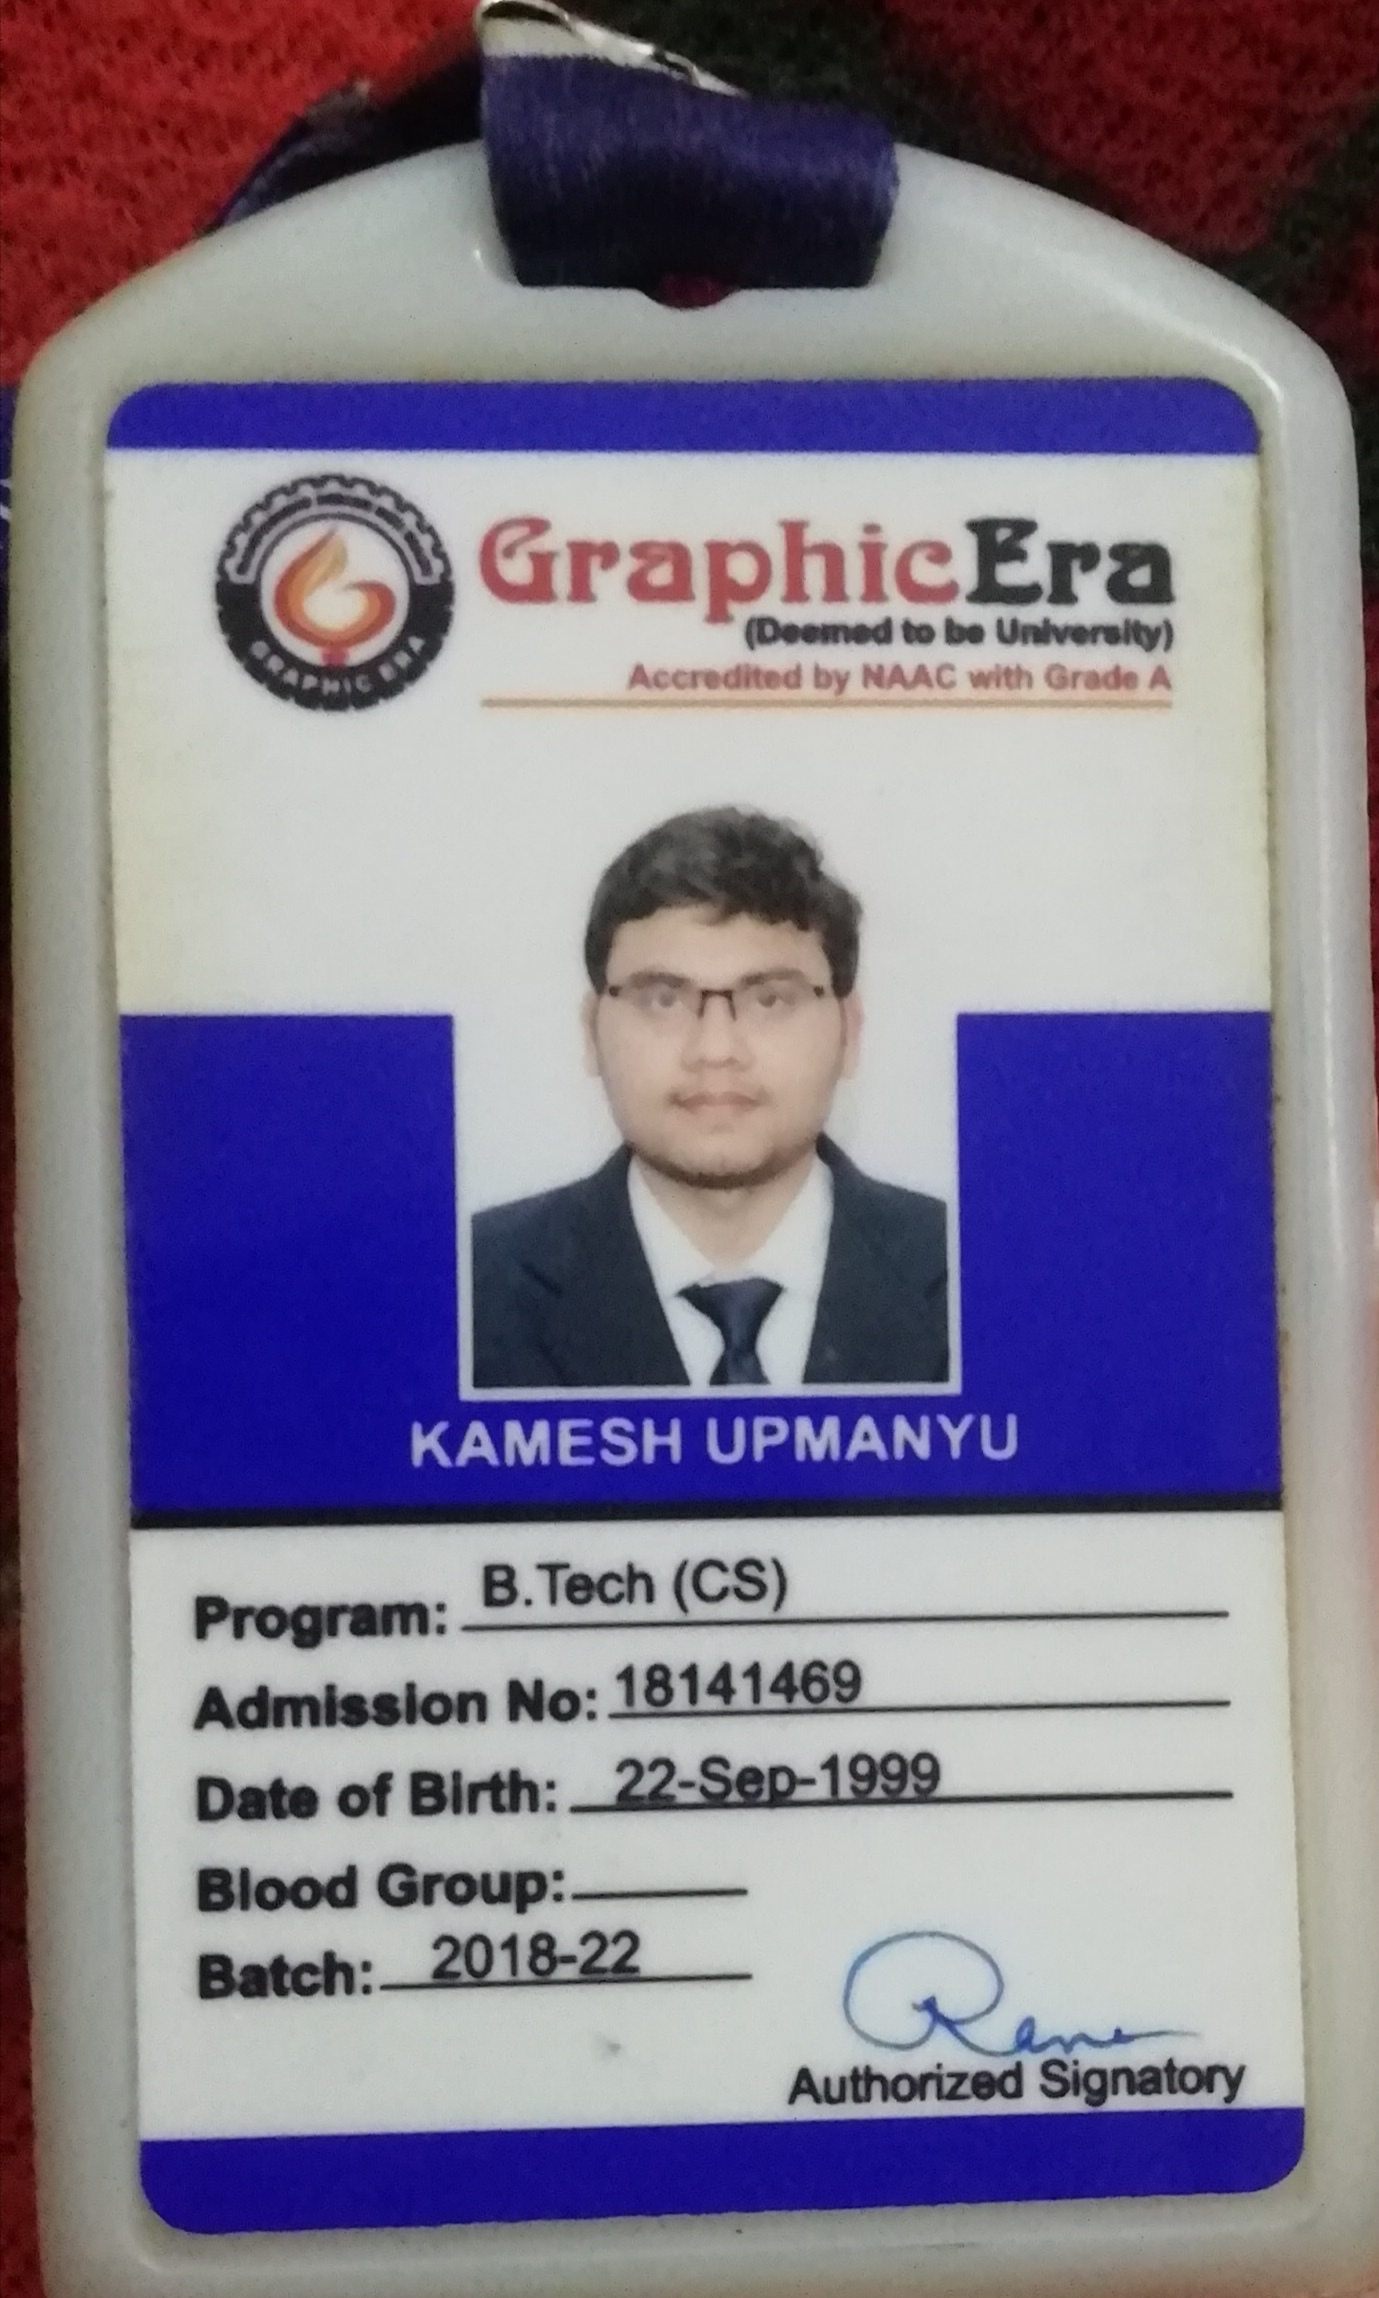 GRAPHIC ERA
GraphicEra
(Deemed to be University)
Accredited by NAAC with Grade A
KAMESH UPMANYU
Program: B.Tech (CS)
Admission No: 18141469
Date of Birth: 22-Sep-1999
Blood Group:
Batch: 2018-22
Authorized Signatory